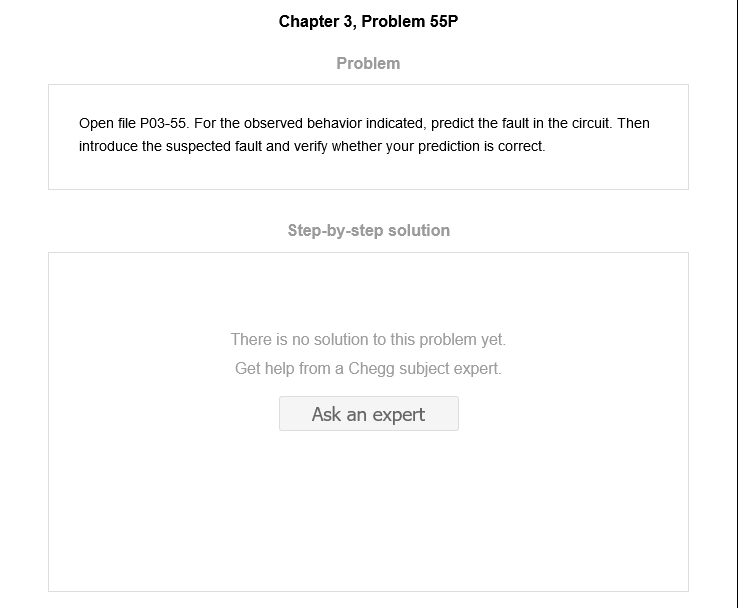 Chapter 3, Problem 55P
Problem
Open file P03-55. For the observed behavior indicated, predict the fault in the circuit. Then
introduce the suspected fault and verify whether your prediction is correct.
Step-by-step solution
There is no solution to this problem yet.
Get help from a Chegg subject expert.
Ask an expert